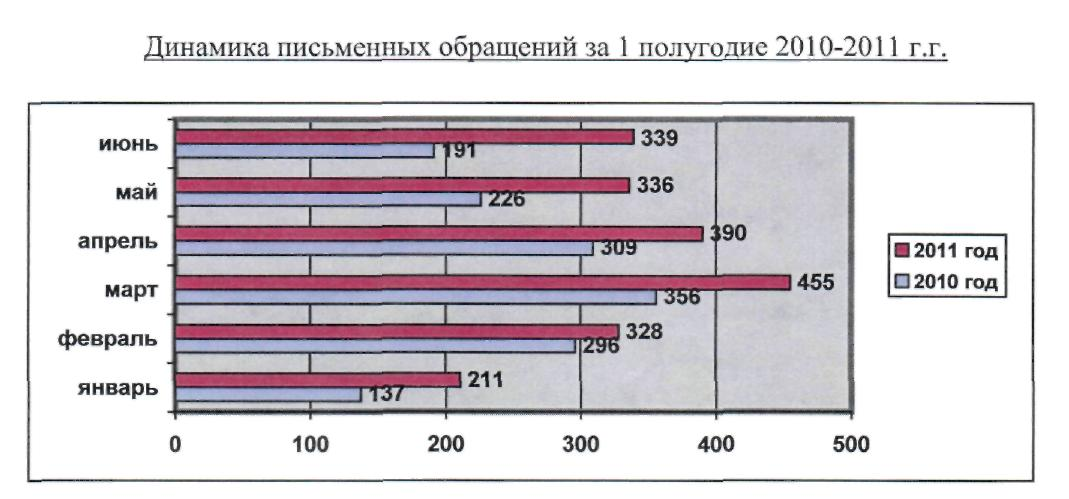 Динамика письменных обращений за 1 полугодие 2010-2011 г.г.
июнь
339
191
май
336
226
апрель
390
309
март
455
356
февраль
328
296
январь
211
137
0 100 200 300 400 500
2011 год
2010 год